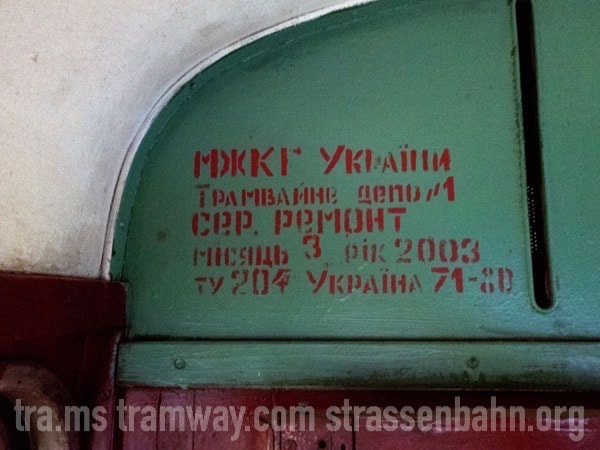 МЖКГ УКРАЇНИ
ТРАМВАЙНЕ ДЕПО №1
СЕР. РЕМОНТ
МІСЯЦЬ 3 РІК 2003
ТУ 204 УКРАЇНА 71-80
tra.ms tramway.com strassenbahn.org